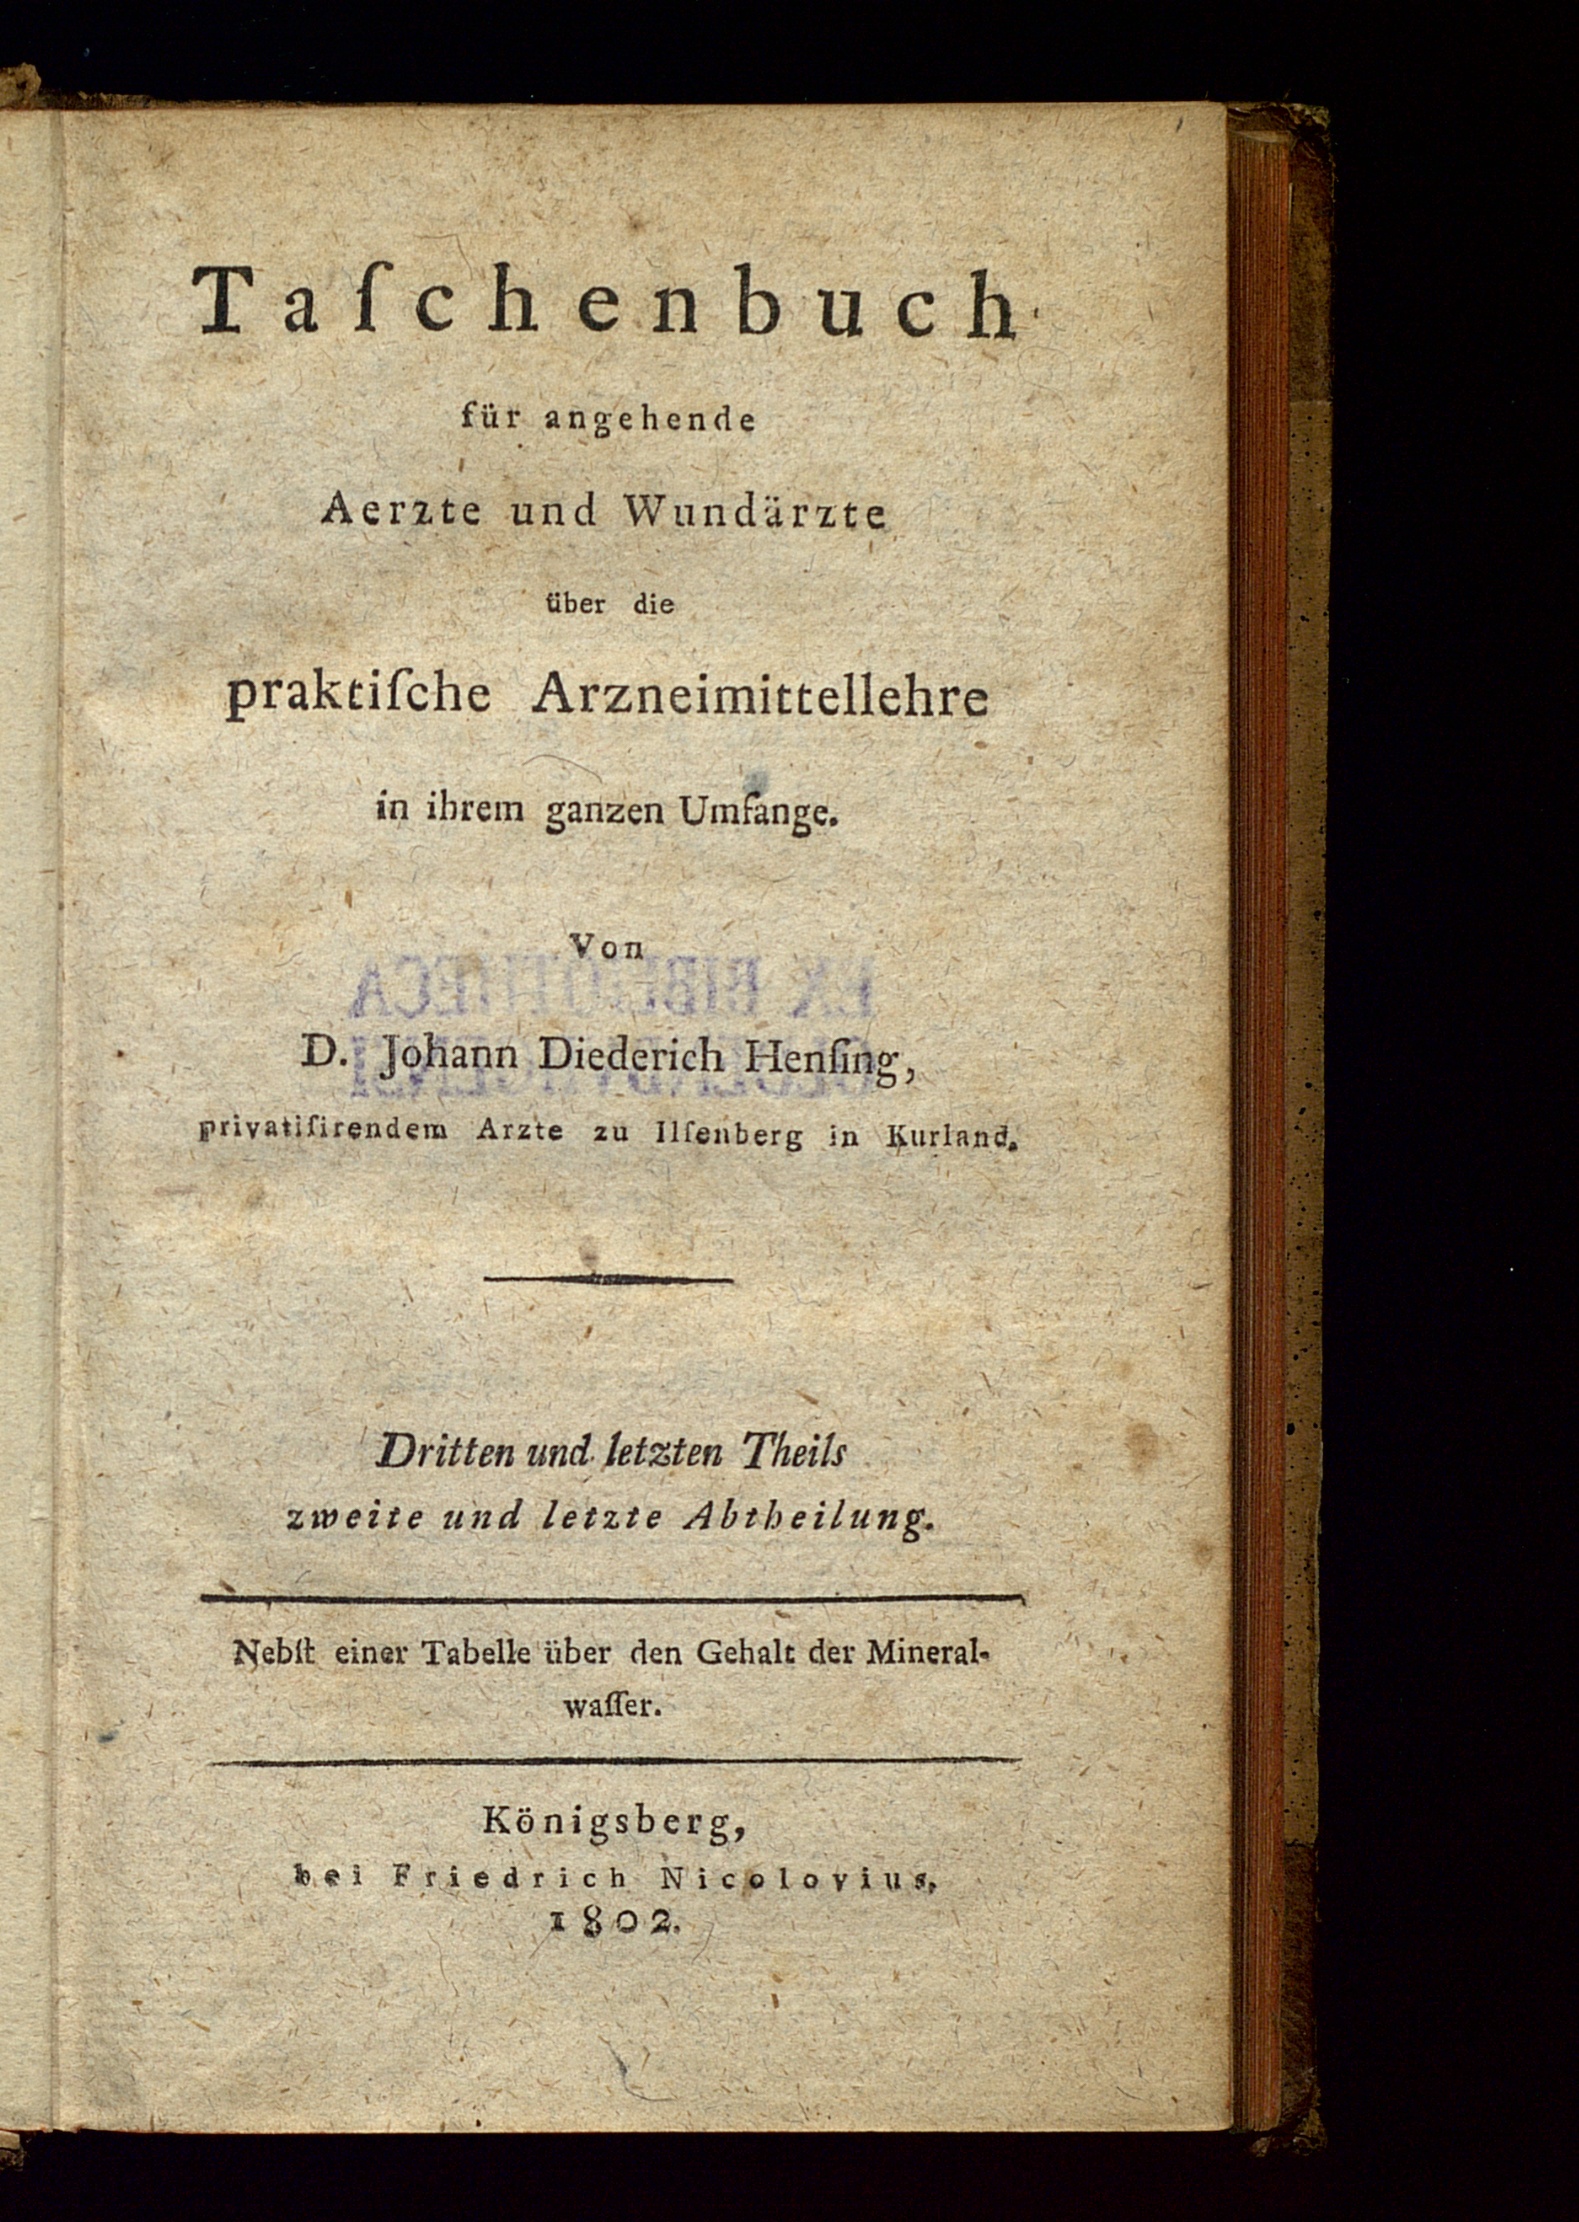 Taſchenbuch
für angehende
Aerzte und Wundärzte
über die
praktiſche Arzneimittellehre
in ihrem ganzen Umfange.
Von
EX BIBLIOTHECA
D. Johann Diederich Henſing,
privatiſirendem Arzte zu Ilſenberg in Kurland.
Dritten und letzten Theils
zweite und letzte Abtheilung.
Nebſt einer Tabelle über den Gehalt der Mineral-
waſſer.
Königsberg,
bei Friedrich Nicolovius,
1802.